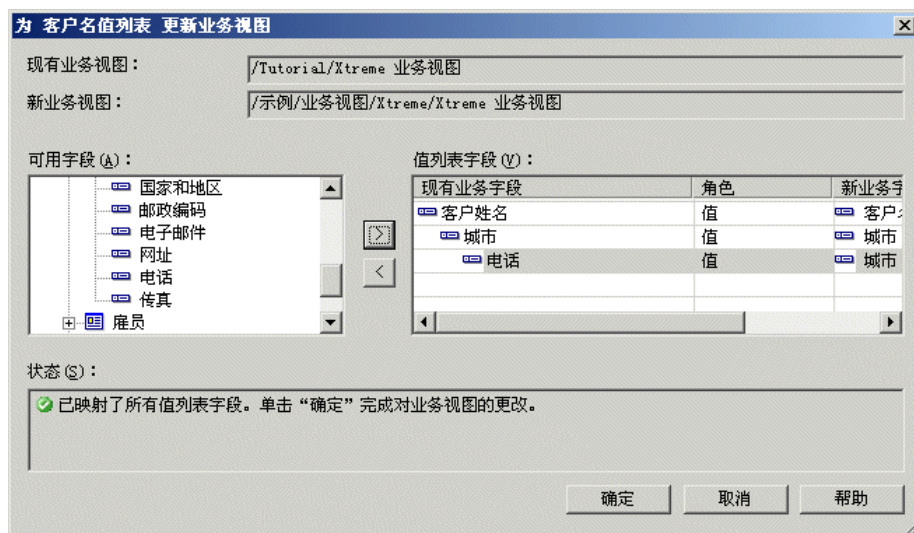 为 客户名值列表 更新业务视图
现有业务视图： /Tutorial/Xtreme 业务视图
新业务视图： /示例/业务视图/Xtreme/Xtreme 业务视图
可用字段(A)： 值列表字段(V)：
国家和地区
邮政编码
电子邮件
网址
电话
传真
雇员
现有业务字段 角色 新业务字
客户姓名 值 客户
城市 值 城市
电话 值 城市
状态(S)：
已映射了所有值列表字段。单击“确定”完成对业务视图的更改。
确定 取消 帮助